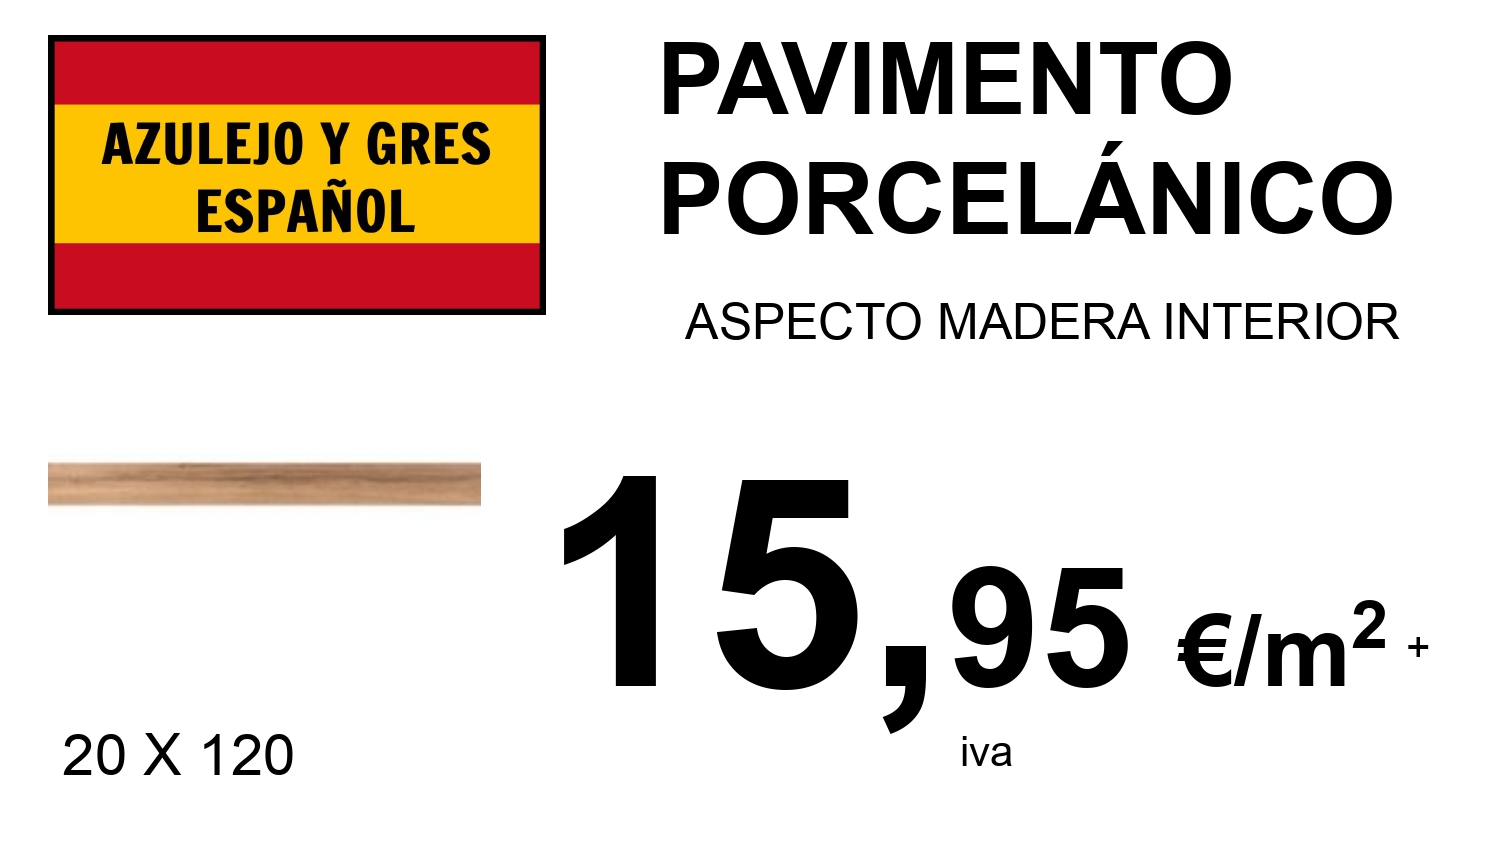 AZULEJO Y GRES
ESPAÑOL
PAVIMENTO
PORCELÁNICO
ASPECTO MADERA INTERIOR
15,95 €/m² +
iva
20 X 120